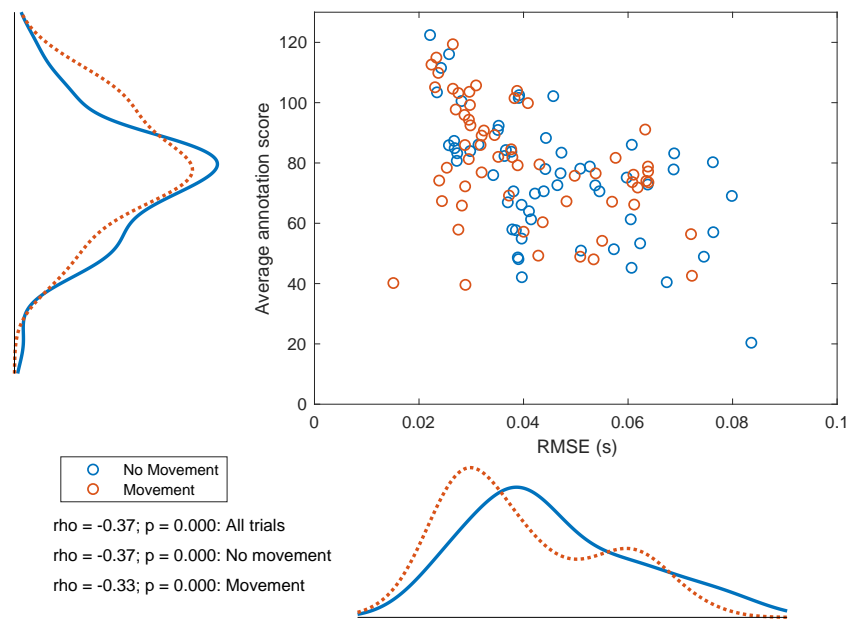 120
100
80
60
40
20
0
Average annotation score
0 0.02 0.04 0.06 0.08 0.1
RMSE (s)
No Movement
Movement
rho = -0.37; p = 0.000: All trials
rho = -0.37; p = 0.000: No movement
rho = -0.33; p = 0.000: Movement